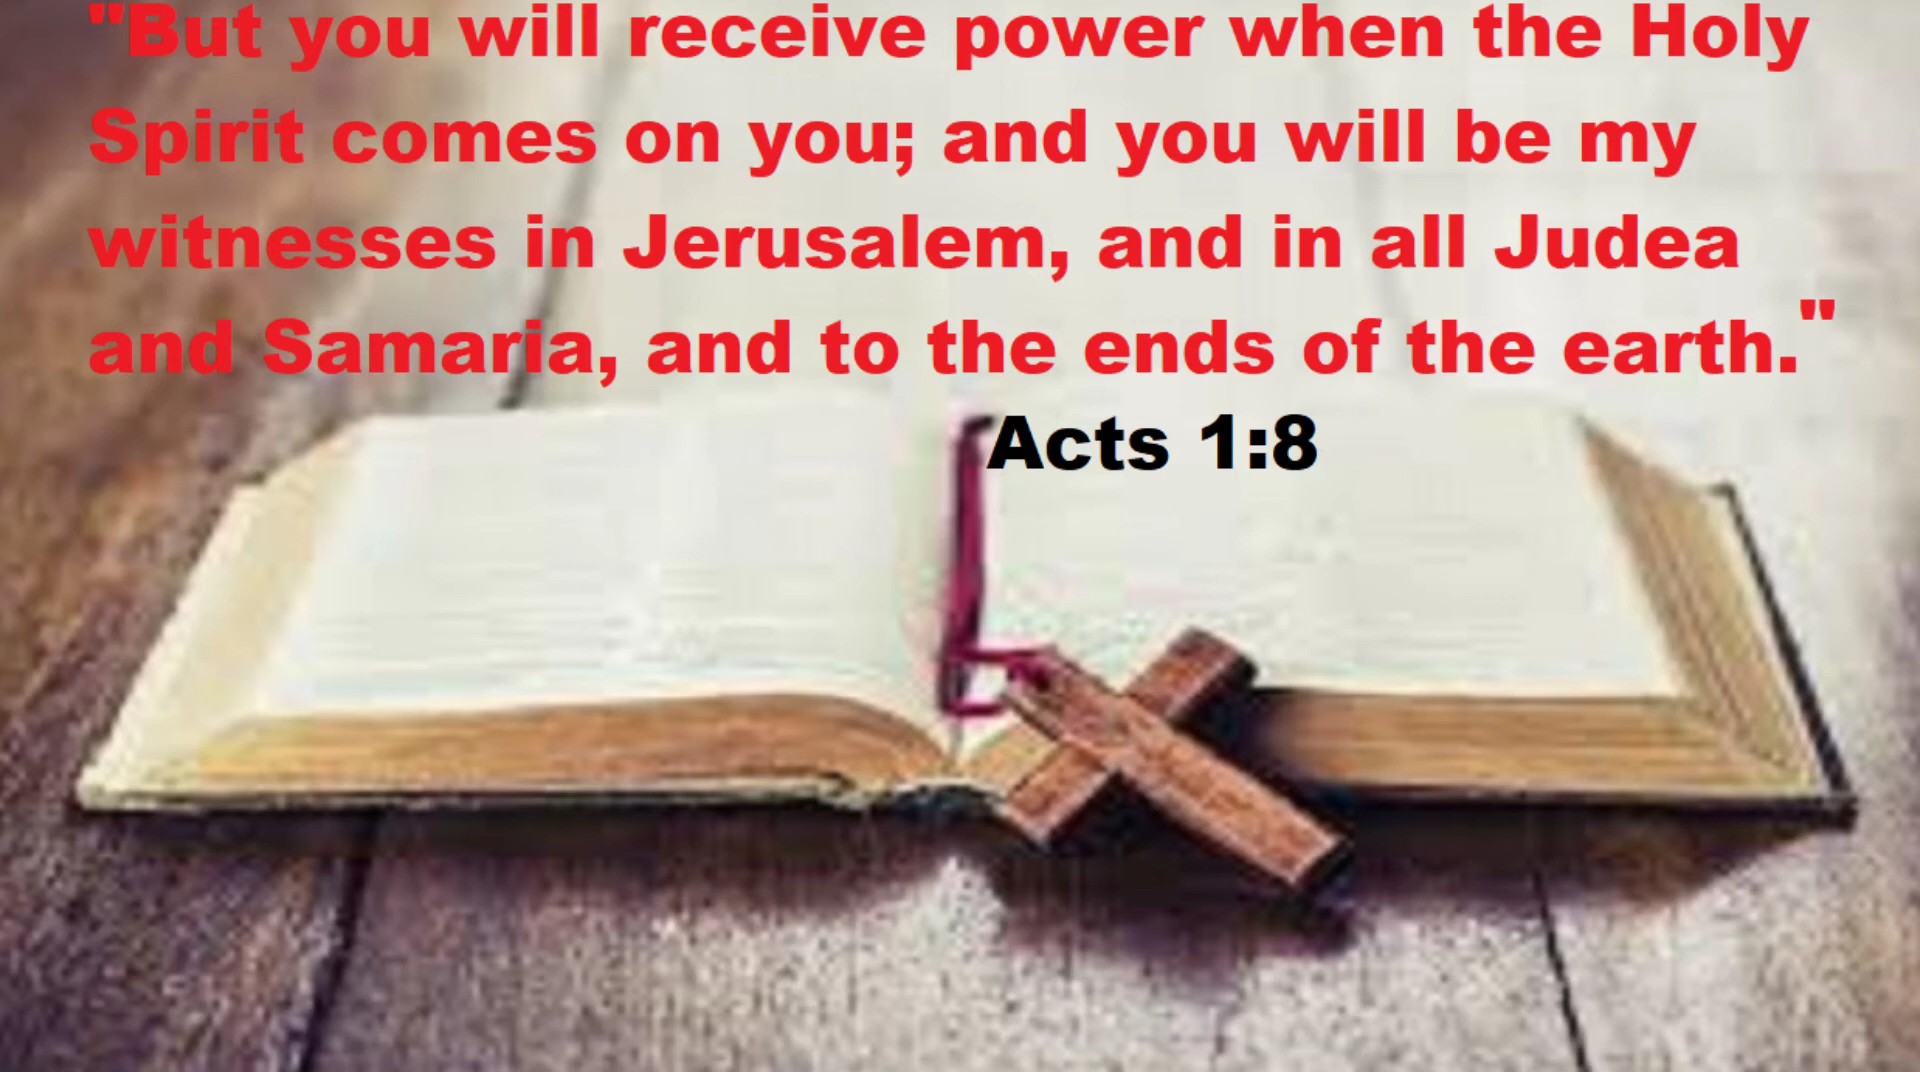 "But you will receive power when the Holy
Spirit comes on you; and you will be my
witnesses in Jerusalem, and in all Judea
and Samaria, and to the ends of the earth."
Acts 1:8